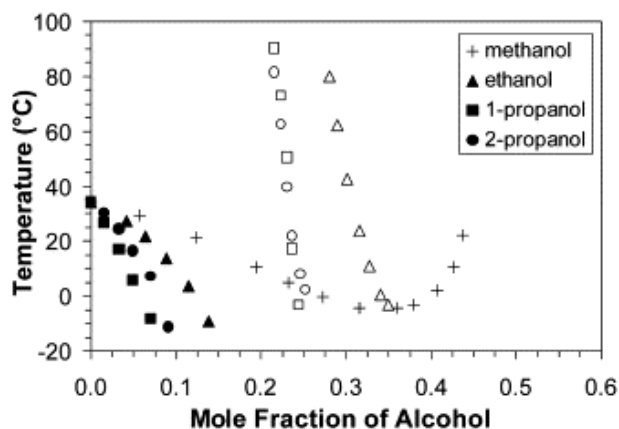 100
80
60
40
20
0
-20
Temperature (°C)
+ methanol
▲ ethanol
■ 1-propanol
● 2-propanol
0.0 0.1 0.2 0.3 0.4 0.5 0.6
Mole Fraction of Alcohol